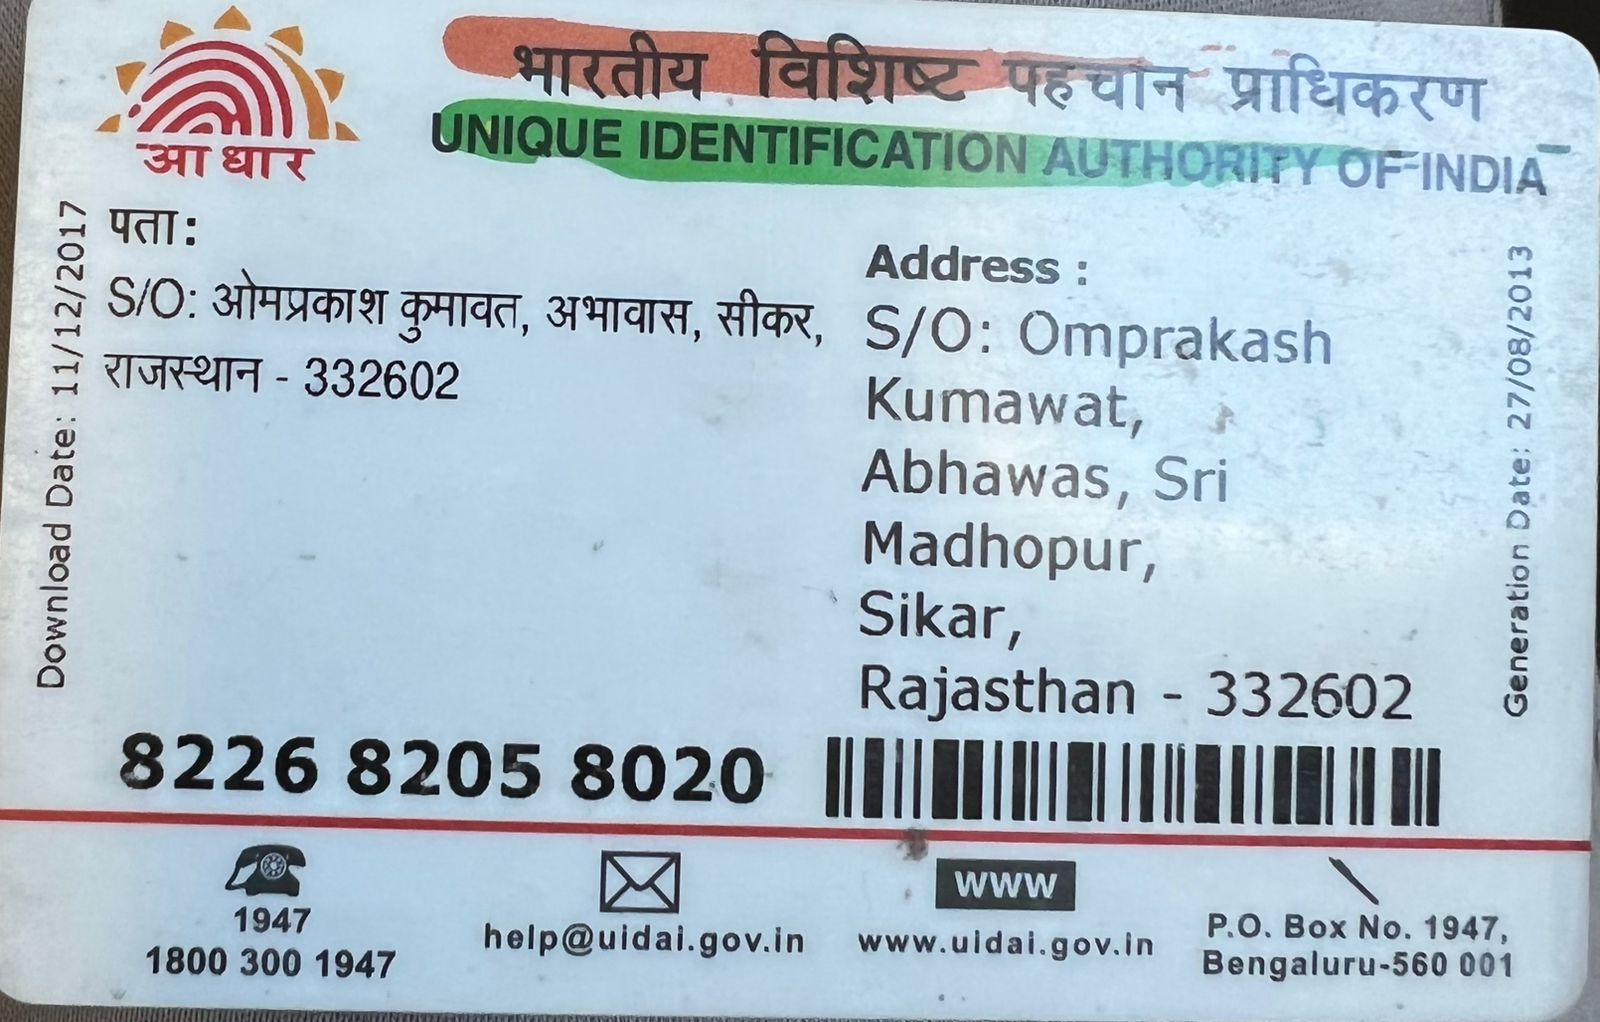 आधार
भारतीय विशिष्ट पहचान प्राधिकरण
UNIQUE IDENTIFICATION AUTHORITY OF INDIA
Download Date: 11/12/2017
पता:
S/O: ओमप्रकाश कुमावत, अभावास, सीकर,
राजस्थान - 332602
Address :
S/O: Omprakash
Kumawat,
Abhawas, Sri
Madhopur,
Sikar,
Rajasthan - 332602
Generation Date: 27/08/2013
8226 8205 8020
1947
1800 300 1947
help@uidai.gov.in
www
www.uidai.gov.in
P.O. Box No. 1947,
Bengaluru-560 001